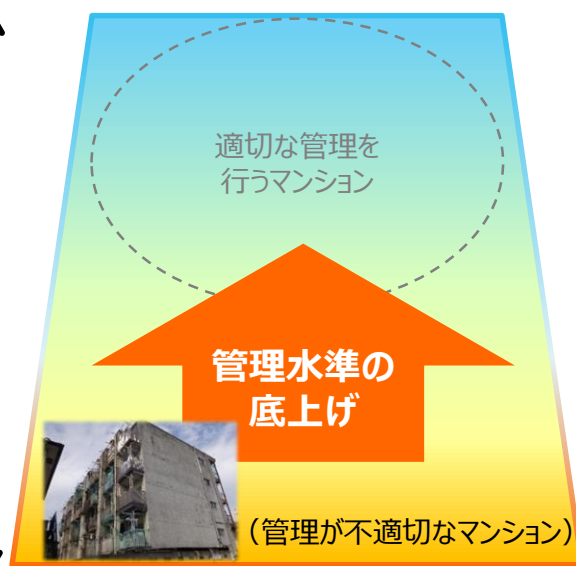 適切な管理を
行うマンション
管理水準の
底上げ
（管理が不適切なマンション）